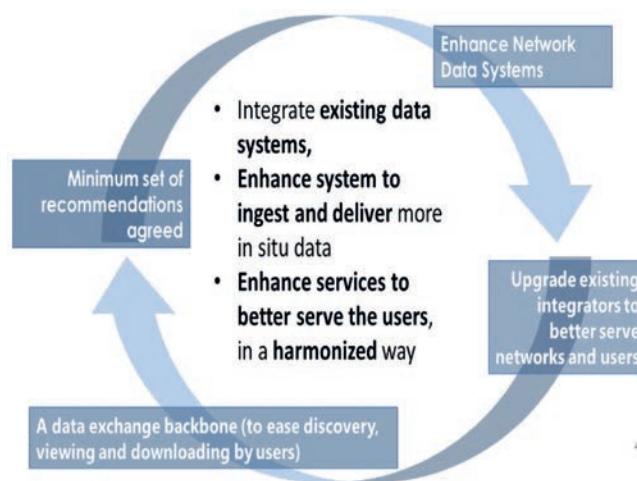 Enhance Network
Data Systems
• Integrate existing data
systems,
• Enhance system to
ingest and deliver more
in situ data
• Enhance services to
better serve the users,
in a harmonized way
Minimum set of
recommendations
agreed
Upgrade existing
integrators to
better serve
networks and users
A data exchange backbone (to ease discovery,
viewing and downloading by users)